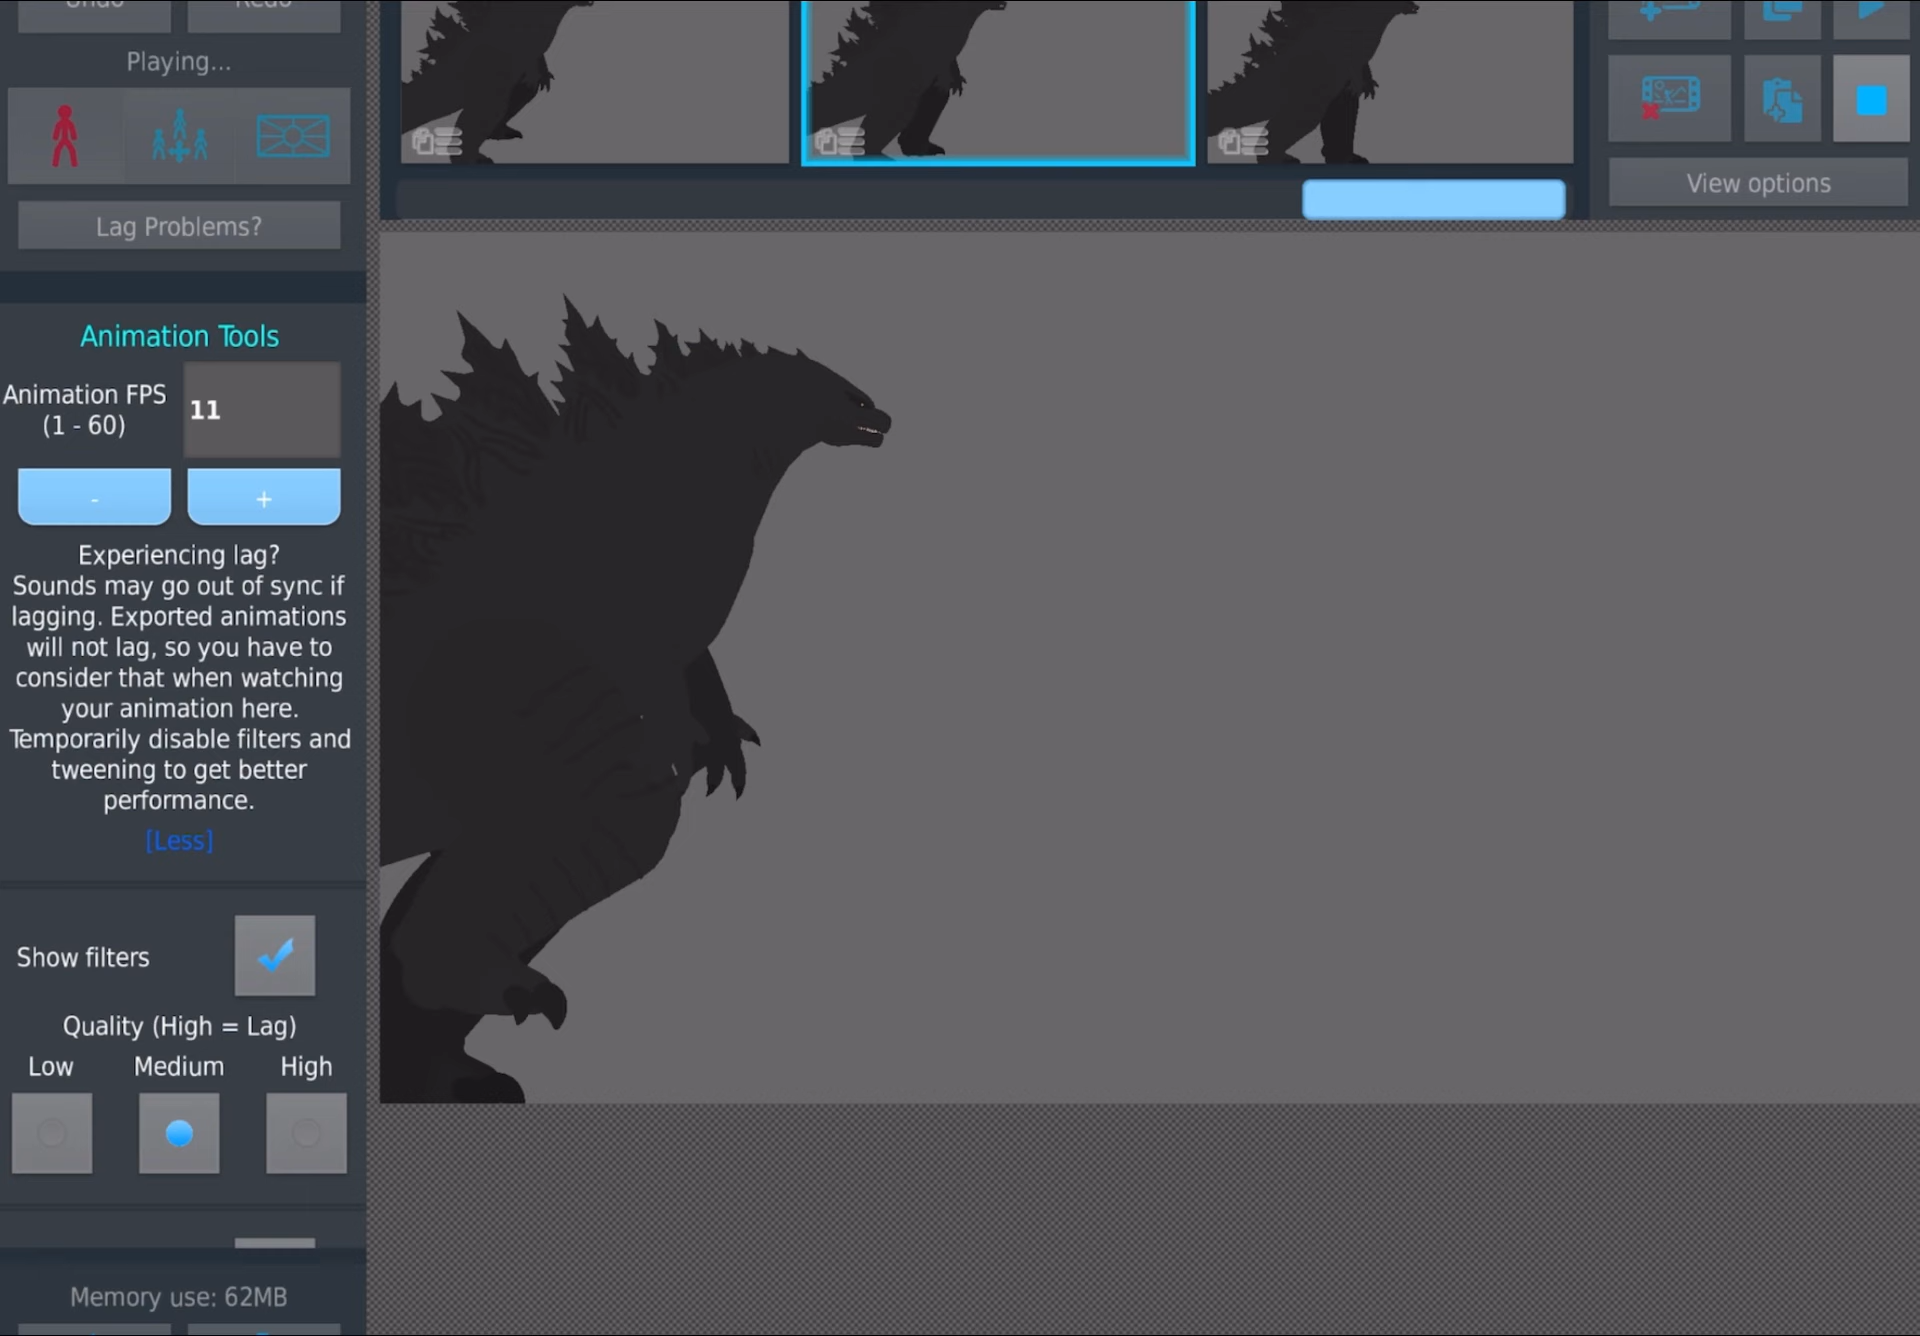 Undo Redo
Playing...
Lag Problems?
View options
Animation Tools
Animation FPS
(1 - 60)
11
- +
Experiencing lag?
Sounds may go out of sync if
lagging. Exported animations
will not lag, so you have to
consider that when watching
your animation here.
Temporarily disable filters and
tweening to get better
performance.
[Less]
Show filters
Quality (High = Lag)
Low Medium High
Memory use: 62MB